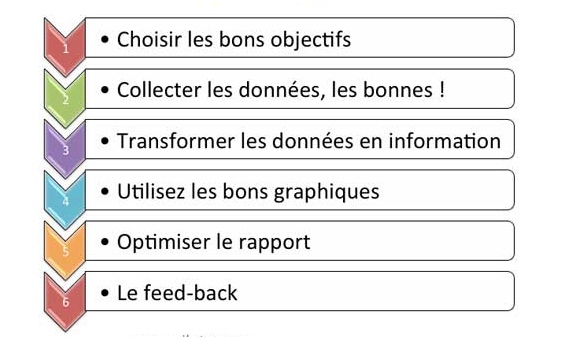 1 • Choisir les bons objectifs
2 • Collecter les données, les bonnes !
3 • Transformer les données en information
4 • Utilisez les bons graphiques
5 • Optimiser le rapport
6 • Le feed-back